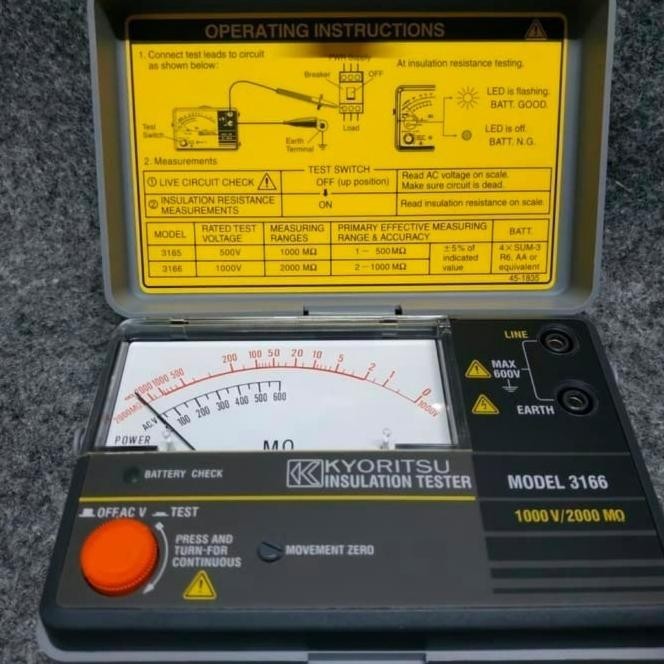 OPERATING INSTRUCTIONS
1. Connect test leads to circuit
as shown below:
Breaker
OFF
Load
Test
Switch
Earth
Terminal
At insulation resistance testing.
LED is flashing.
BATT. GOOD.
LED is off.
BATT. N.G.
2. Measurements
TEST SWITCH
① LIVE CIRCUIT CHECK
OFF (up position)
Read AC voltage on scale.
Make sure circuit is dead.
② INSULATION RESISTANCE
MEASUREMENTS
ON
Read insulation resistance on scale.
MODEL
RATED TEST
VOLTAGE
MEASURING
RANGES
PRIMARY EFFECTIVE MEASURING
RANGE & ACCURACY
BATT.
3165 500V 1000 MΩ 1 - 500MΩ
3166 1000V 2000 MΩ 2 - 1000 MΩ
±5% of
indicated
value
4×SUM-3
R6, AA or
equivalent
45-1835
2000MΩ 2000 1000 500 200 100 50 20 10 5 2 1 0
1000V
AC.V 100 200 300 400 500 600
POWER
MΩ
LINE
MAX
600V
EARTH
BATTERY CHECK
KYORITSU
INSULATION TESTER
MODEL 3166
1000V/2000 MΩ
OFF.AC V TEST
PRESS AND
TURN-FOR
CONTINUOUS
MOVEMENT ZERO